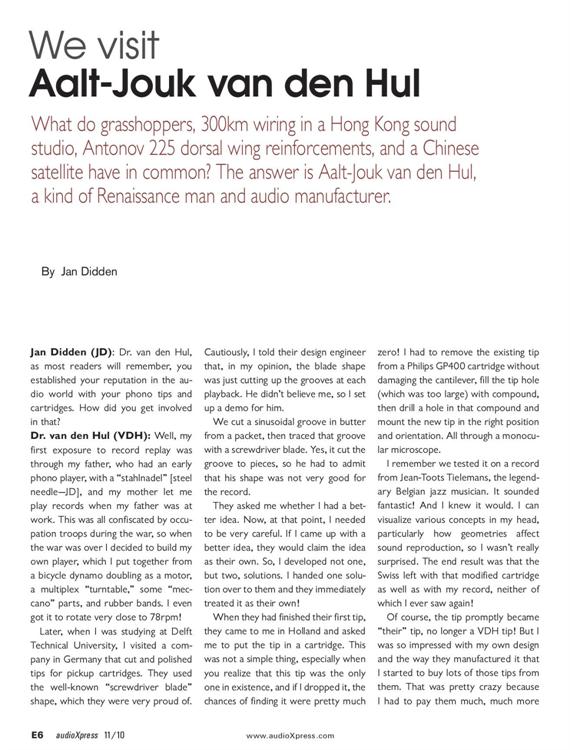 We visit
Aalt-Jouk van den Hul
What do grasshoppers, 300km wiring in a Hong Kong sound
studio, Antonov 225 dorsal wing reinforcements, and a Chinese
satellite have in common? The answer is Aalt-Jouk van den Hul,
a kind of Renaissance man and audio manufacturer.
By Jan Didden
Jan Didden (JD): Dr. van den Hul,
as most readers will remember, you
established your reputation in the au-
dio world with your phono tips and
cartridges. How did you get involved
in that?
Dr. van den Hul (VDH): Well, my
first exposure to record replay was
through my father, who had an early
phono player, with a “stahlnadel” [steel
needle—JD], and my mother let me
play records when my father was at
work. This was all confiscated by occu-
pation troops during the war, so when
the war was over I decided to build my
own player, which I put together from
a bicycle dynamo doubling as a motor,
a multiplex “turntable,” some “mec-
cano” parts, and rubber bands. I even
got it to rotate very close to 78rpm!
Later, when I was studying at Delft
Technical University, I visited a com-
pany in Germany that cut and polished
tips for pickup cartridges. They used
the well-known “screwdriver blade”
shape, which they were very proud of.
Cautiously, I told their design engineer
that, in my opinion, the blade shape
was just cutting up the grooves at each
playback. He didn’t believe me, so I set
up a demo for him.
We cut a sinusoidal groove in butter
from a packet, then traced that groove
with a screwdriver blade. Yes, it cut the
groove to pieces, so he had to admit
that his shape was not very good for
the record.
They asked me whether I had a bet-
ter idea. Now, at that point, I needed
to be very careful. If I came up with a
better idea, they would claim the idea
as their own. So, I developed not one,
but two, solutions. I handed one solu-
tion over to them and they immediately
treated it as their own!
When they had finished their first tip,
they came to me in Holland and asked
me to put the tip in a cartridge. This
was not a simple thing, especially when
you realize that this tip was the only
one in existence, and if I dropped it, the
chances of finding it were pretty much
zero! I had to remove the existing tip
from a Philips GP400 cartridge without
damaging the cantilever, fill the tip hole
(which was too large) with compound,
then drill a hole in that compound and
mount the new tip in the right position
and orientation. All through a monocu-
lar microscope.
I remember we tested it on a record
from Jean-Toots Tielemans, the legend-
ary Belgian jazz musician. It sounded
fantastic! And I knew it would. I can
visualize various concepts in my head,
particularly how geometries affect
sound reproduction, so I wasn’t really
surprised. The end result was that the
Swiss left with that modified cartridge
as well as with my record, neither of
which I ever saw again!
Of course, the tip promptly became
“their” tip, no longer a VDH tip! But I
was so impressed with my own design
and the way they manufactured it that
I started to buy lots of those tips from
them. That was pretty crazy because
I had to pay them much, much more
E6 audioXpress 11/10
www.audioXpress.com